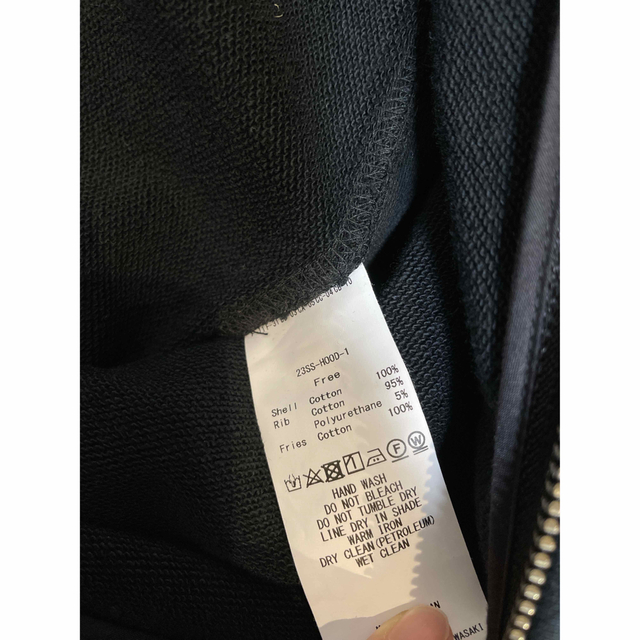 23SS-HOOD-1
Free
Shell Cotton 100%
Rib Cotton 95%
Polyurethane 5%
Fries Cotton 100%
HAND WASH
DO NOT BLEACH
DO NOT TUMBLE DRY
LINE DRY IN SHADE
WARM IRON
DRY CLEAN(PETROLEUM)
WET CLEAN